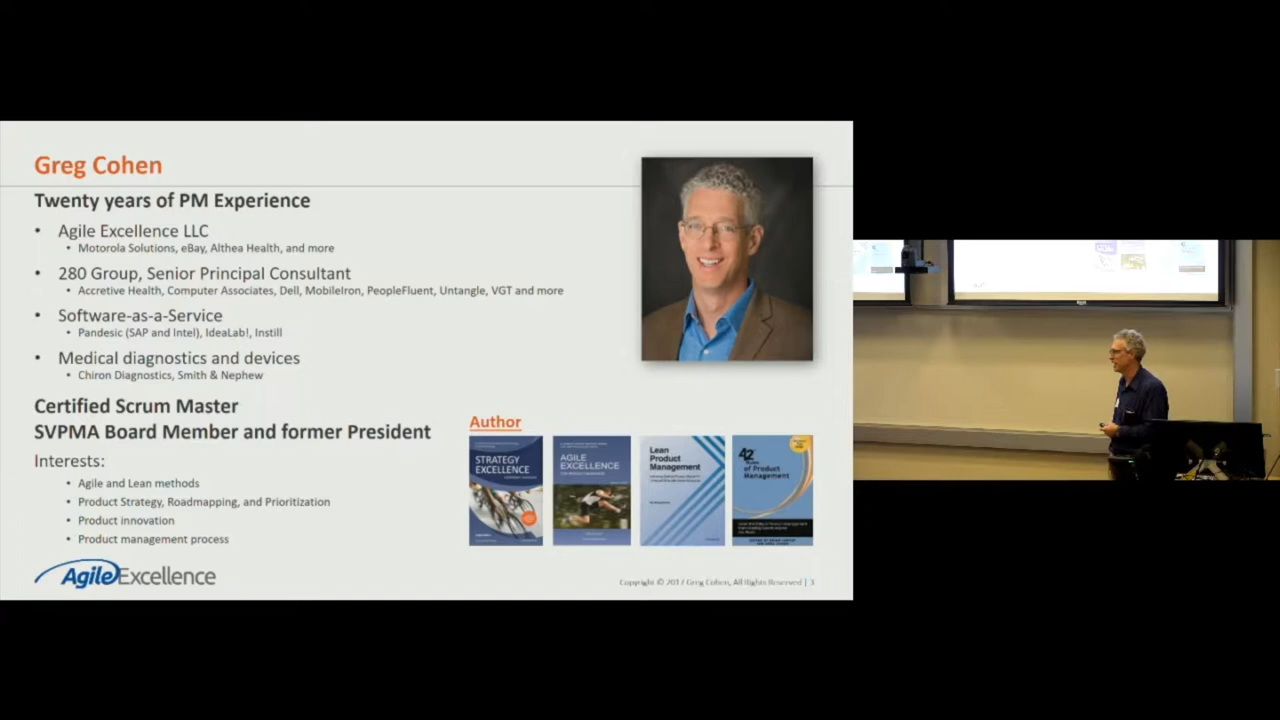 Greg Cohen
Twenty years of PM Experience
• Agile Excellence LLC
• Motorola Solutions, eBay, Althea Health, and more
• 280 Group, Senior Principal Consultant
• Accretive Health, Computer Associates, Dell, MobileIron, PeopleFluent, Untangle, VGT and more
• Software-as-a-Service
• Pandesic (SAP and Intel), IdeaLab!, Instill
• Medical diagnostics and devices
• Chiron Diagnostics, Smith & Nephew
Certified Scrum Master
SVPMA Board Member and former President
Interests:
• Agile and Lean methods
• Product Strategy, Roadmapping, and Prioritization
• Product innovation
• Product management process
Author
STRATEGY
EXCELLENCE
AGILE
EXCELLENCE
Lean
Product
Management
42
of Product
Management
AgileExcellence
Copyright © 2017 Greg Cohen, All Rights Reserved | 3